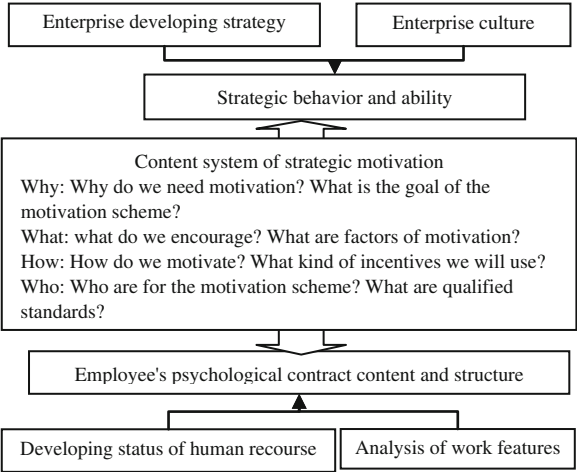 Enterprise developing strategy
Enterprise culture
Strategic behavior and ability
Content system of strategic motivation
Why: Why do we need motivation? What is the goal of the
motivation scheme?
What: what do we encourage? What are factors of motivation?
How: How do we motivate? What kind of incentives we will use?
Who: Who are for the motivation scheme? What are qualified
standards?
Employee's psychological contract content and structure
Developing status of human recourse
Analysis of work features